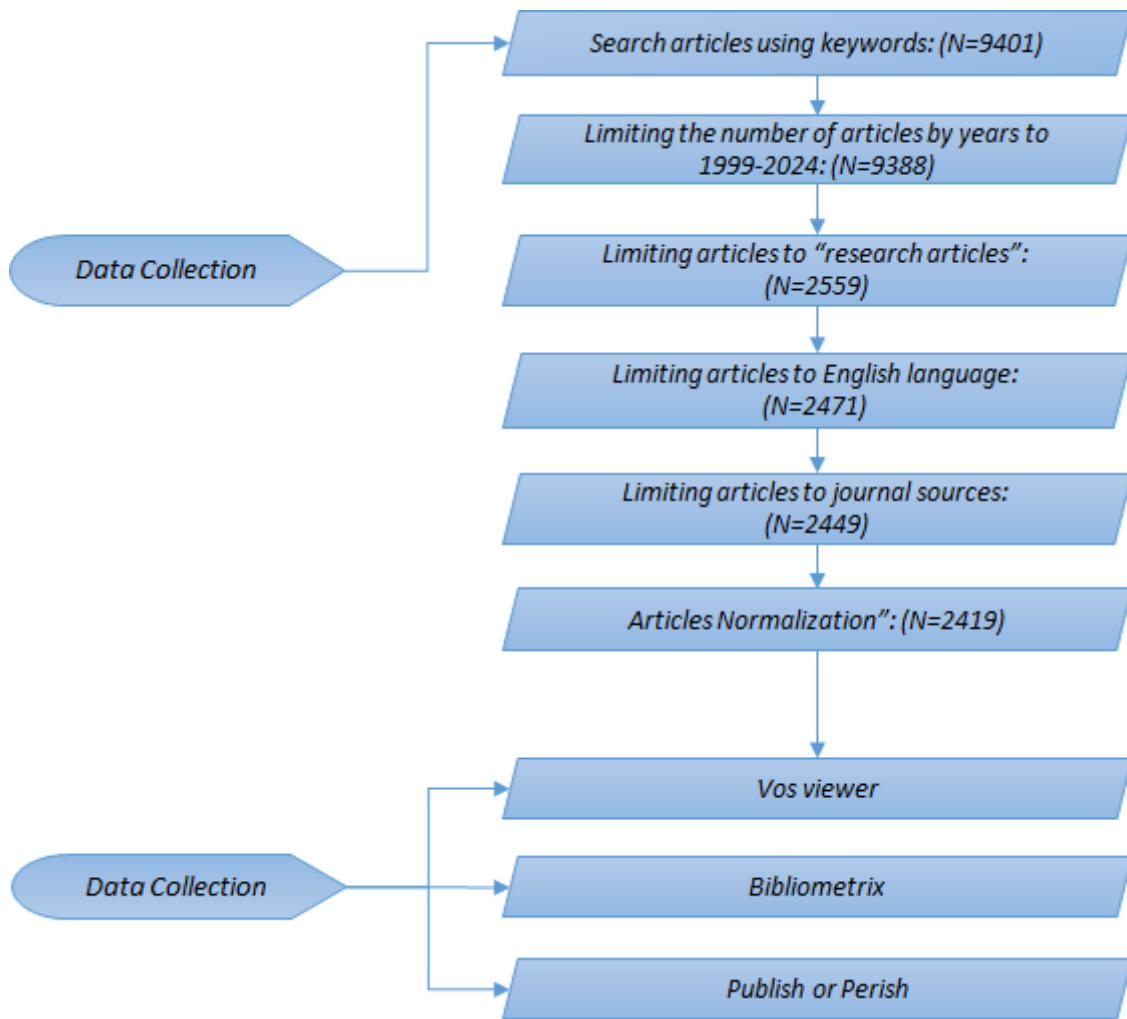 Search articles using keywords: (N=9401)
Limiting the number of articles by years to
1999-2024: (N=9388)
Data Collection
Limiting articles to “research articles”:
(N=2559)
Limiting articles to English language:
(N=2471)
Limiting articles to journal sources:
(N=2449)
Articles Normalization”: (N=2419)
Vos viewer
Data Collection
Bibliometrix
Publish or Perish